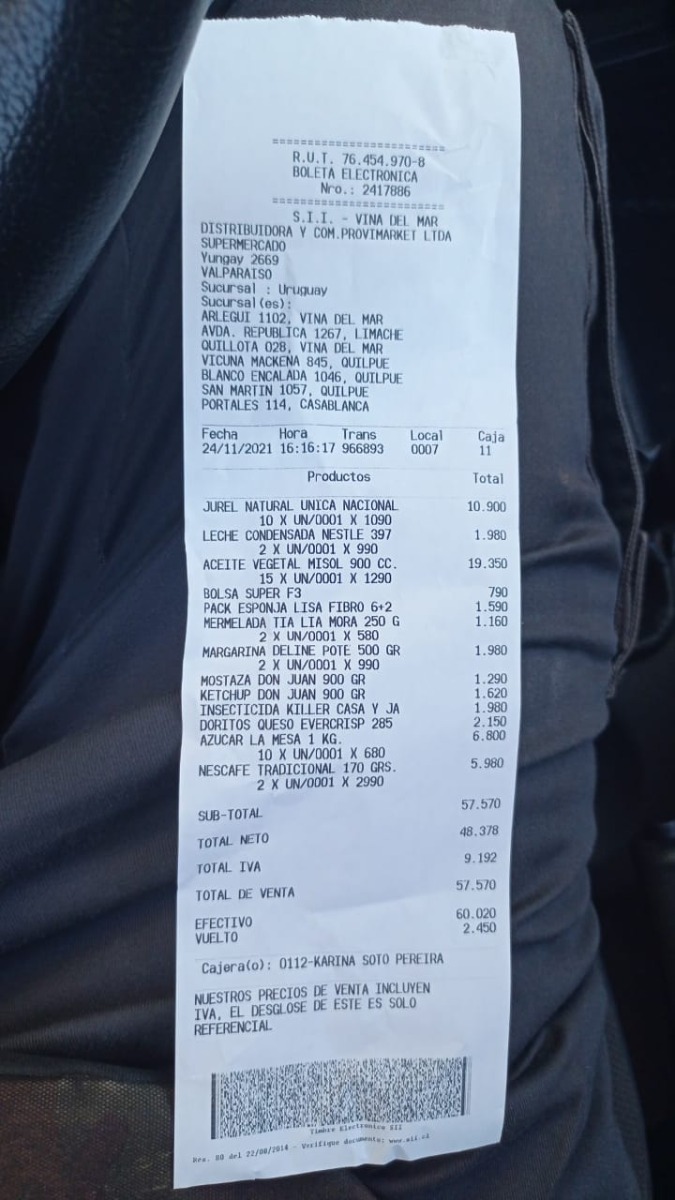 ==========================
R.U.T. 76.454.970-8
BOLETA ELECTRONICA
Nro.: 2417886
==========================
S.I.I. - VINA DEL MAR
DISTRIBUIDORA Y COM.PROVIMARKET LTDA
SUPERMERCADO
Yungay 2669
VALPARAISO
Sucursal : Uruguay
Sucursal(es):
ARLEGUI 1102, VINA DEL MAR
AVDA. REPUBLICA 1267, LIMACHE
QUILLOTA 028, VINA DEL MAR
VICUNA MACKENA 845, QUILPUE
BLANCO ENCALADA 1046, QUILPUE
SAN MARTIN 1057, QUILPUE
PORTALES 114, CASABLANCA
Fecha Hora Trans Local Caja
24/11/2021 16:16:17 966893 0007 11
Productos Total
JUREL NATURAL UNICA NACIONAL 10.900
10 X UN/0001 X 1090
LECHE CONDENSADA NESTLE 397 1.980
2 X UN/0001 X 990
ACEITE VEGETAL MISOL 900 CC. 19.350
15 X UN/0001 X 1290
BOLSA SUPER F3 790
PACK ESPONJA LISA FIBRO 6+2 1.590
MERMELADA TIA LIA MORA 250 G 1.160
2 X UN/0001 X 580
MARGARINA DELINE POTE 500 GR 1.980
2 X UN/0001 X 990
MOSTAZA DON JUAN 900 GR 1.290
KETCHUP DON JUAN 900 GR 1.620
INSECTICIDA KILLER CASA Y JA 1.980
DORITOS QUESO EVERCRISP 285 2.150
AZUCAR LA MESA 1 KG. 6.800
10 X UN/0001 X 680
NESCAFE TRADICIONAL 170 GRS. 5.980
2 X UN/0001 X 2990
SUB-TOTAL 57.570
TOTAL NETO 48.378
TOTAL IVA 9.192
TOTAL DE VENTA 57.570
EFECTIVO 60.020
VUELTO 2.450
Cajera(o): 0112-KARINA SOTO PEREIRA
NUESTROS PRECIOS DE VENTA INCLUYEN
IVA, EL DESGLOSE DE ESTE ES SOLO
REFERENCIAL
Timbre Electronico SII
Res. 80 del 22/08/2014 - Verifique documento: www.sii.cl